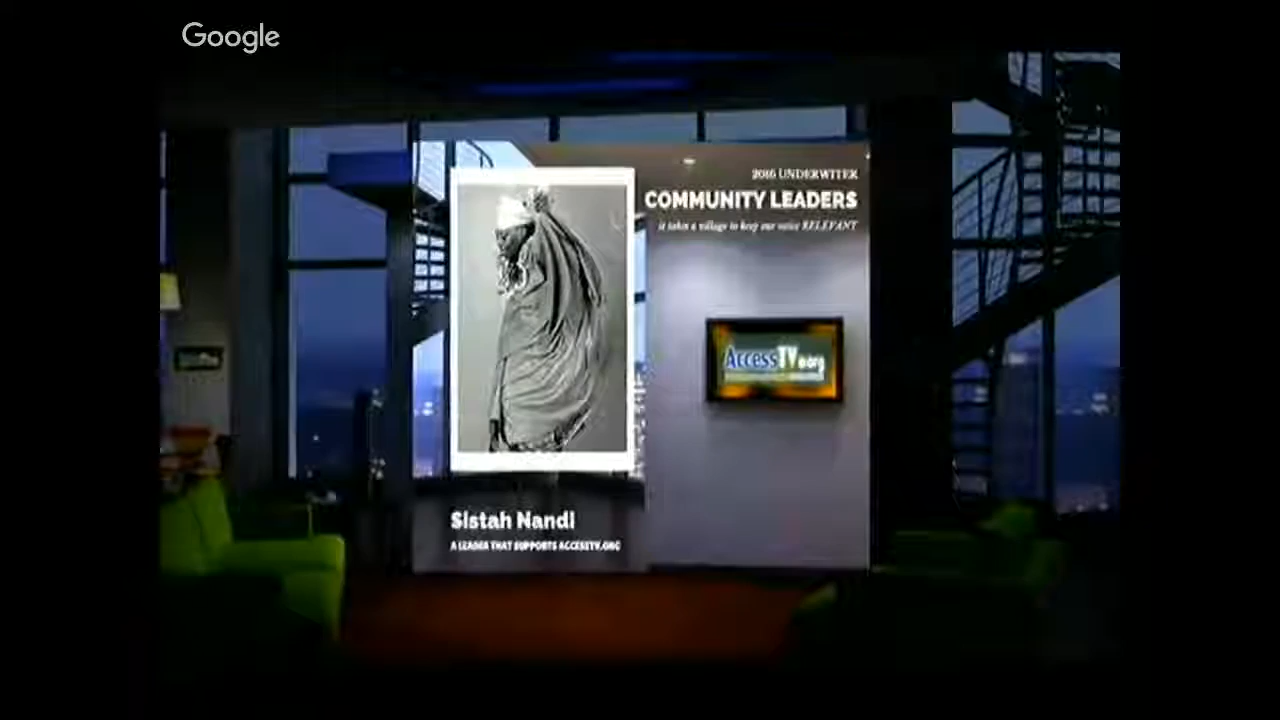 Google
2016 UNDERWITER
COMMUNITY LEADERS
it takes a village to keep our voice RELEVANT
AccessTV.org
Sistah Nandi
A LEADER THAT SUPPORTS ACCESSTV.ORG